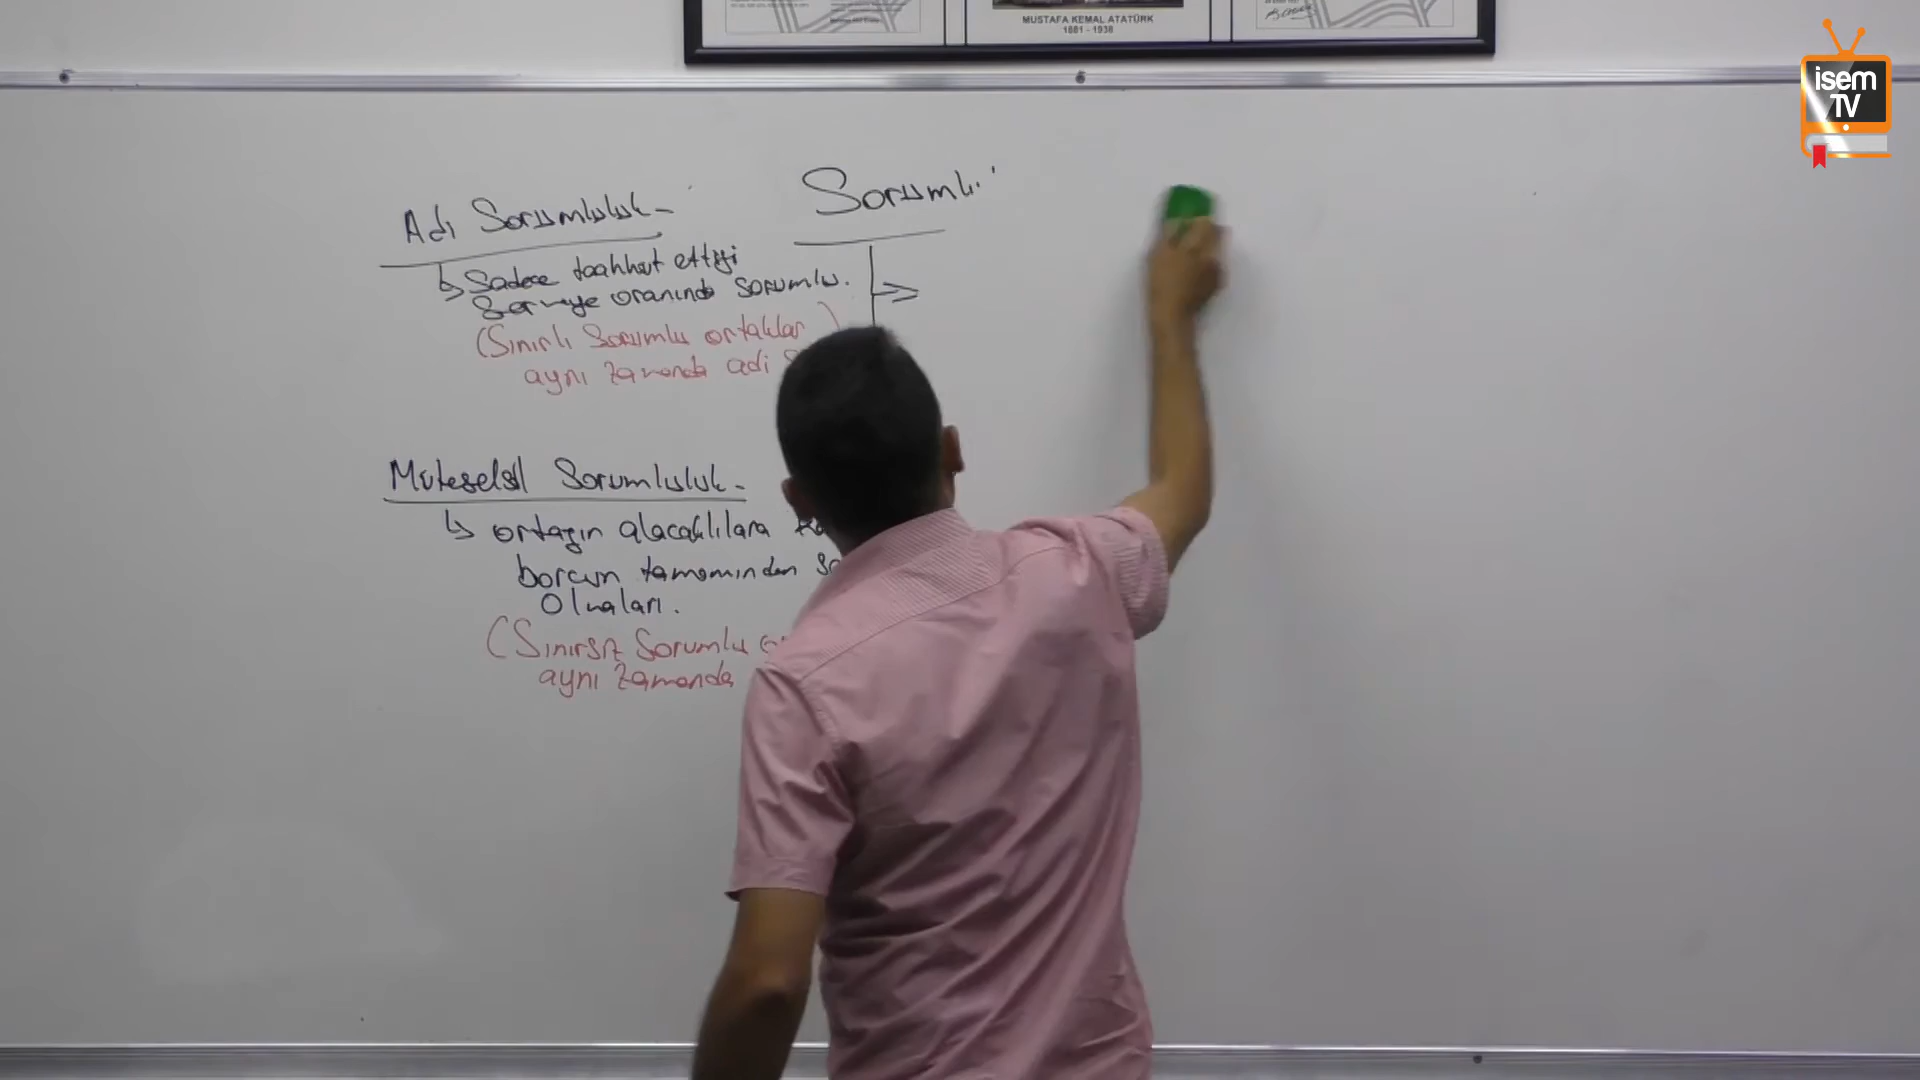 MUSTAFA KEMAL ATATÜRK
1881 - 1938
isem
TV
Adi Sorumluluk -
Sadece taahhüt ettiği
Sermaye oranında sorumlu.
(Sınırlı Sorumlu ortaklar
aynı zamanda adi
Sorumlu
Müteselsil Sorumluluk -
ortağın alacaklılara
borcun tamamından
Olmaları.
(Sınırsız Sorumlu
aynı zamanda